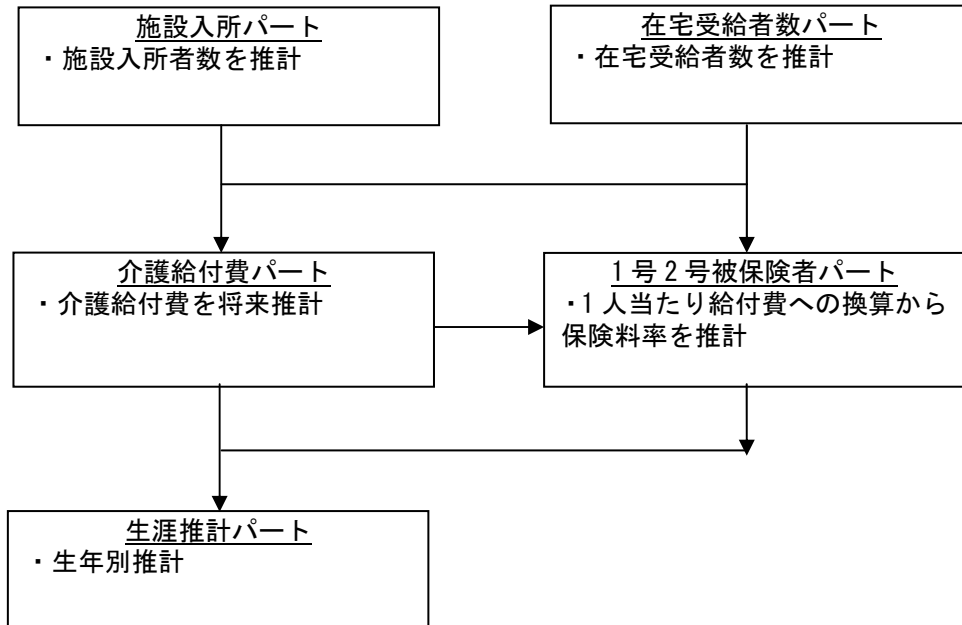 施設入所パート
・施設入所者数を推計
在宅受給者数パート
・在宅受給者数を推計
介護給付費パート
・介護給付費を将来推計
1号2号被保険者パート
・1人当たり給付費への換算から
保険料率を推計
生涯推計パート
・生年別推計